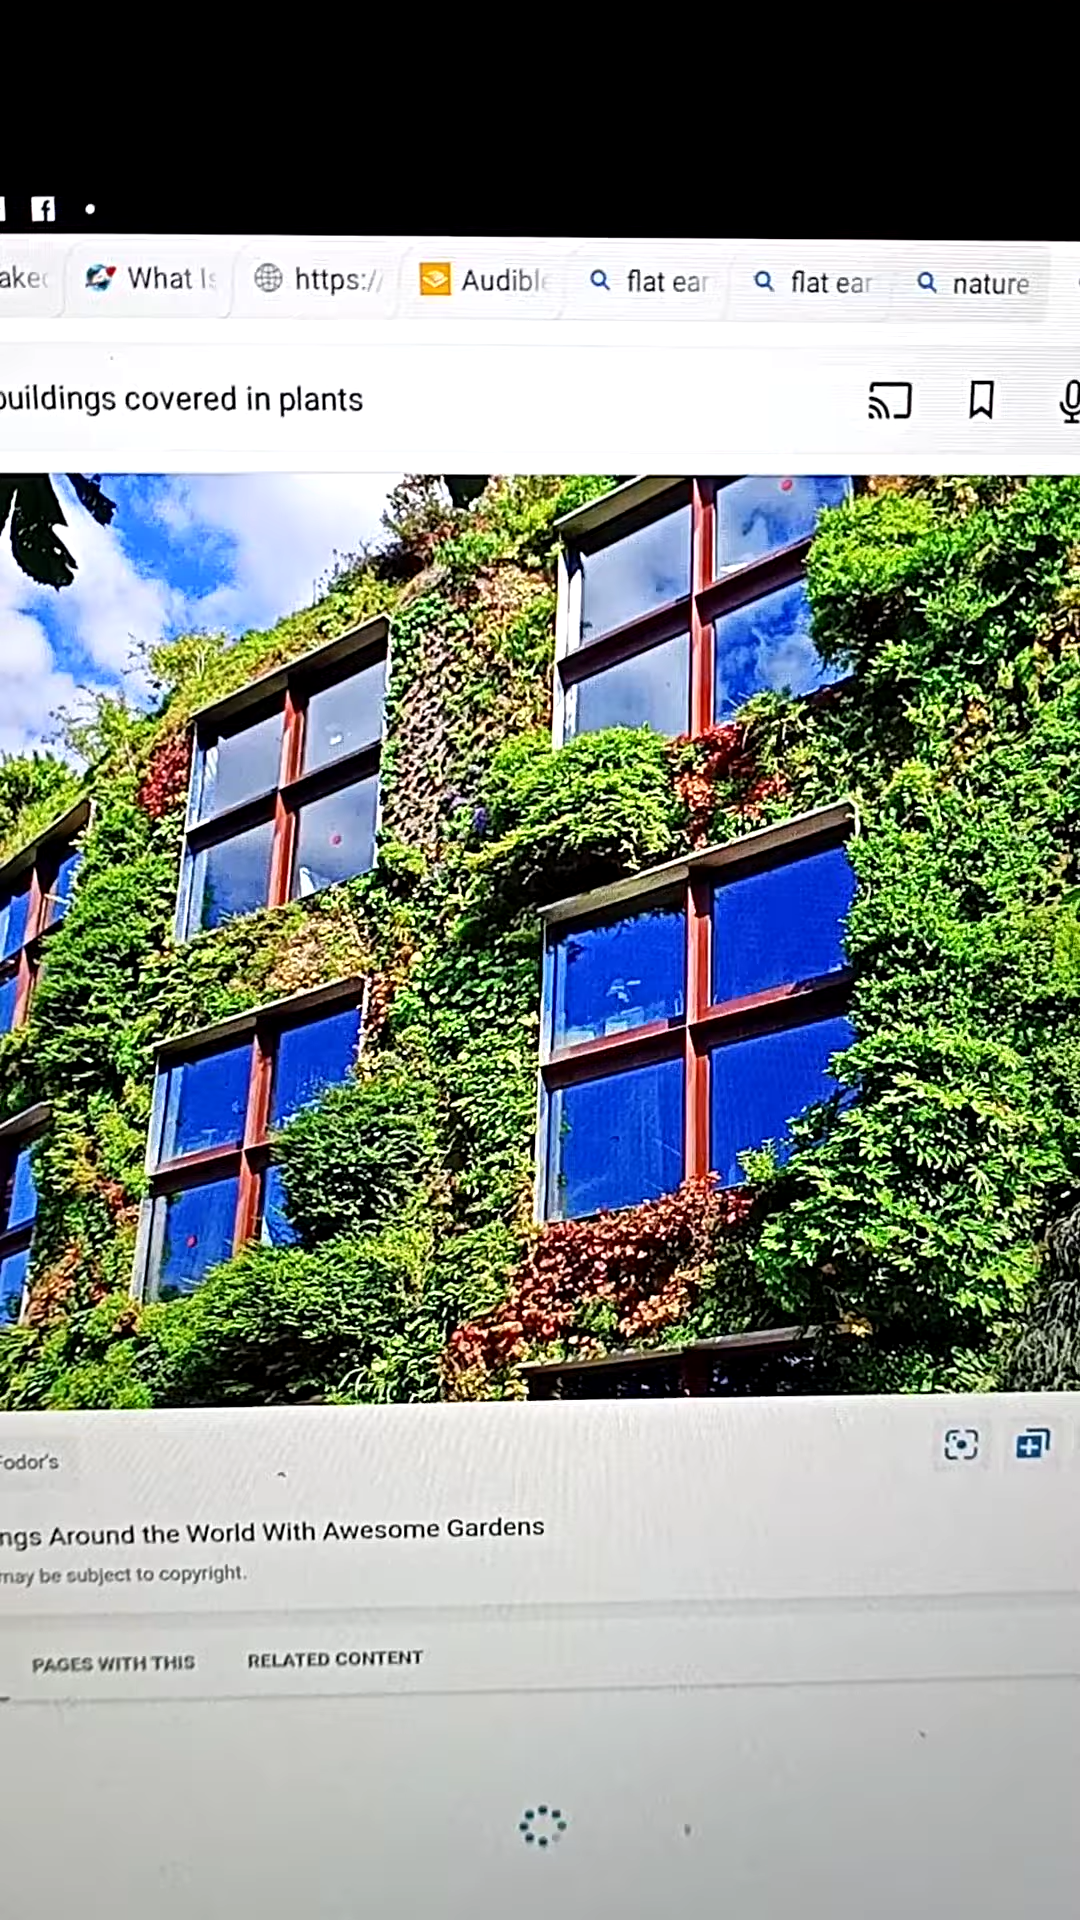 What Is
https://
Audible
flat ear
flat ear
nature
buildings covered in plants
Fodor's
ngs Around the World With Awesome Gardens
may be subject to copyright.
PAGES WITH THIS
RELATED CONTENT